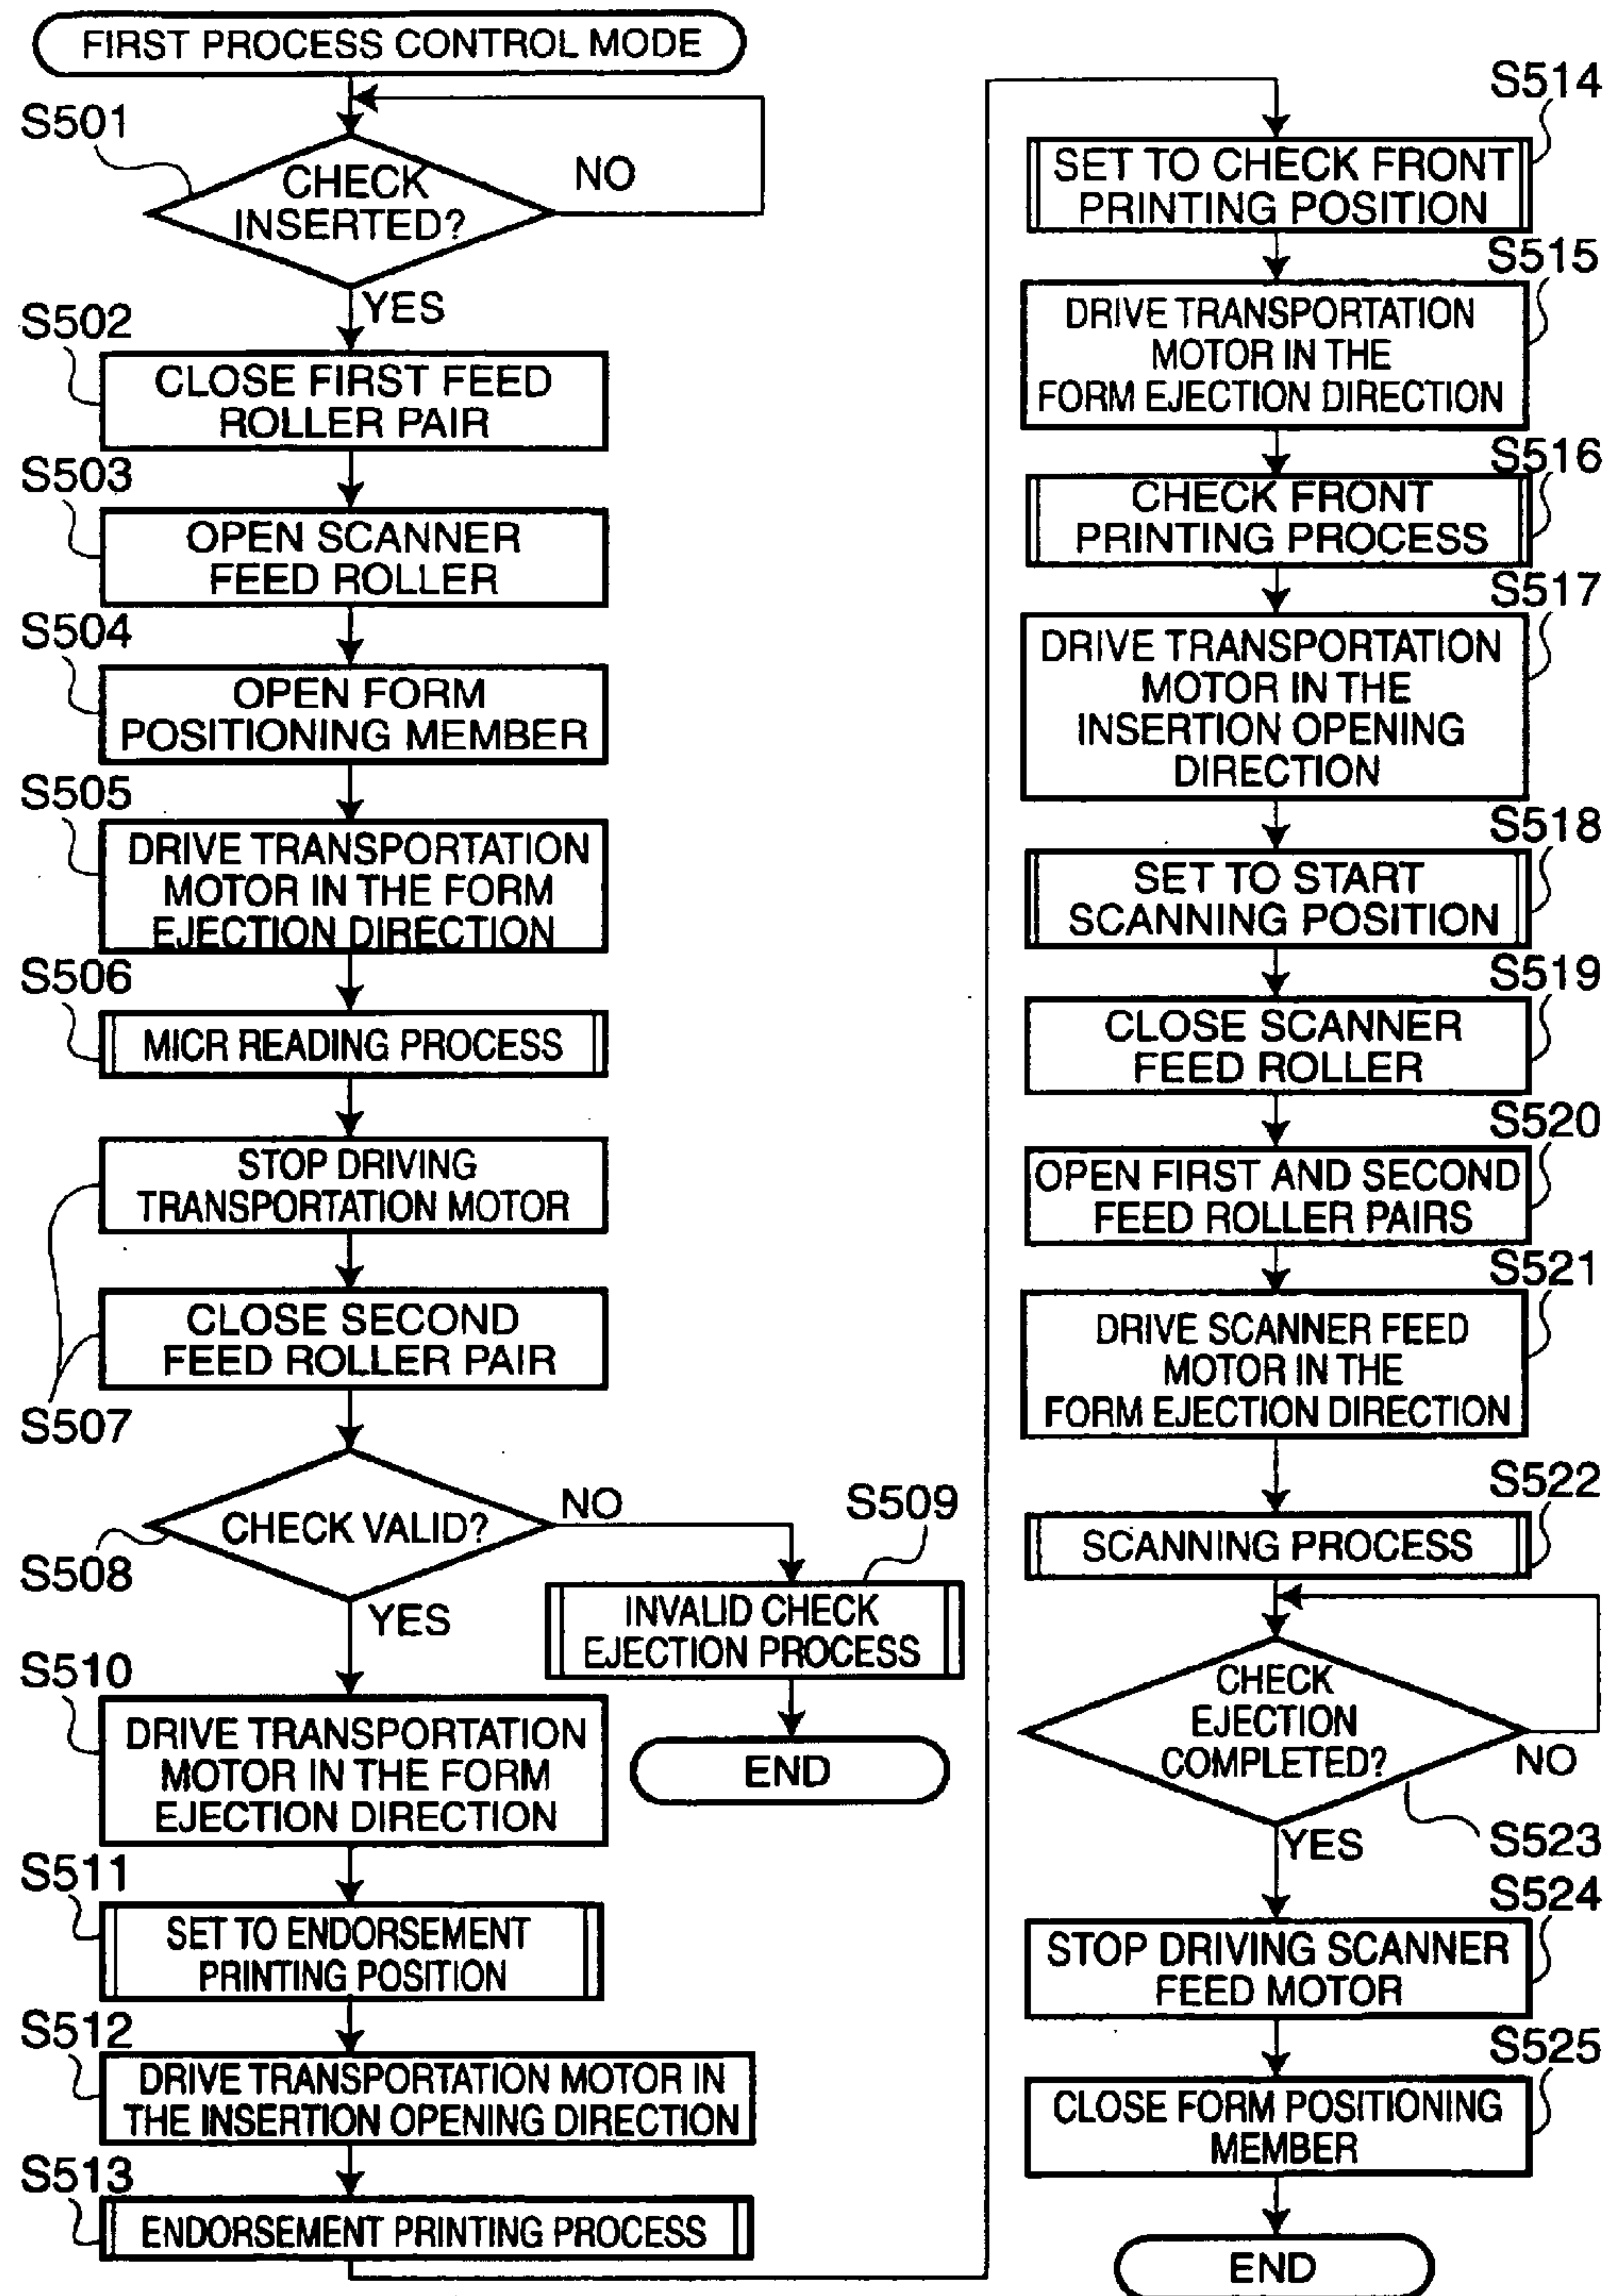 FIRST PROCESS CONTROL MODE
S501
CHECK
INSERTED?
NO
YES
S502
CLOSE FIRST FEED
ROLLER PAIR
S503
OPEN SCANNER
FEED ROLLER
S504
OPEN FORM
POSITIONING MEMBER
S505
DRIVE TRANSPORTATION
MOTOR IN THE FORM
EJECTION DIRECTION
S506
MICR READING PROCESS
STOP DRIVING
TRANSPORTATION MOTOR
CLOSE SECOND
FEED ROLLER PAIR
S507
CHECK VALID?
NO
S508
YES
S509
INVALID CHECK
EJECTION PROCESS
END
S510
DRIVE TRANSPORTATION
MOTOR IN THE FORM
EJECTION DIRECTION
S511
SET TO ENDORSEMENT
PRINTING POSITION
S512
DRIVE TRANSPORTATION MOTOR IN
THE INSERTION OPENING DIRECTION
S513
ENDORSEMENT PRINTING PROCESS
S514
SET TO CHECK FRONT
PRINTING POSITION
S515
DRIVE TRANSPORTATION
MOTOR IN THE
FORM EJECTION DIRECTION
S516
CHECK FRONT
PRINTING PROCESS
S517
DRIVE TRANSPORTATION
MOTOR IN THE
INSERTION OPENING
DIRECTION
S518
SET TO START
SCANNING POSITION
S519
CLOSE SCANNER
FEED ROLLER
S520
OPEN FIRST AND SECOND
FEED ROLLER PAIRS
S521
DRIVE SCANNER FEED
MOTOR IN THE
FORM EJECTION DIRECTION
S522
SCANNING PROCESS
CHECK
EJECTION
COMPLETED?
NO
YES
S523
S524
STOP DRIVING SCANNER
FEED MOTOR
S525
CLOSE FORM POSITIONING
MEMBER
END